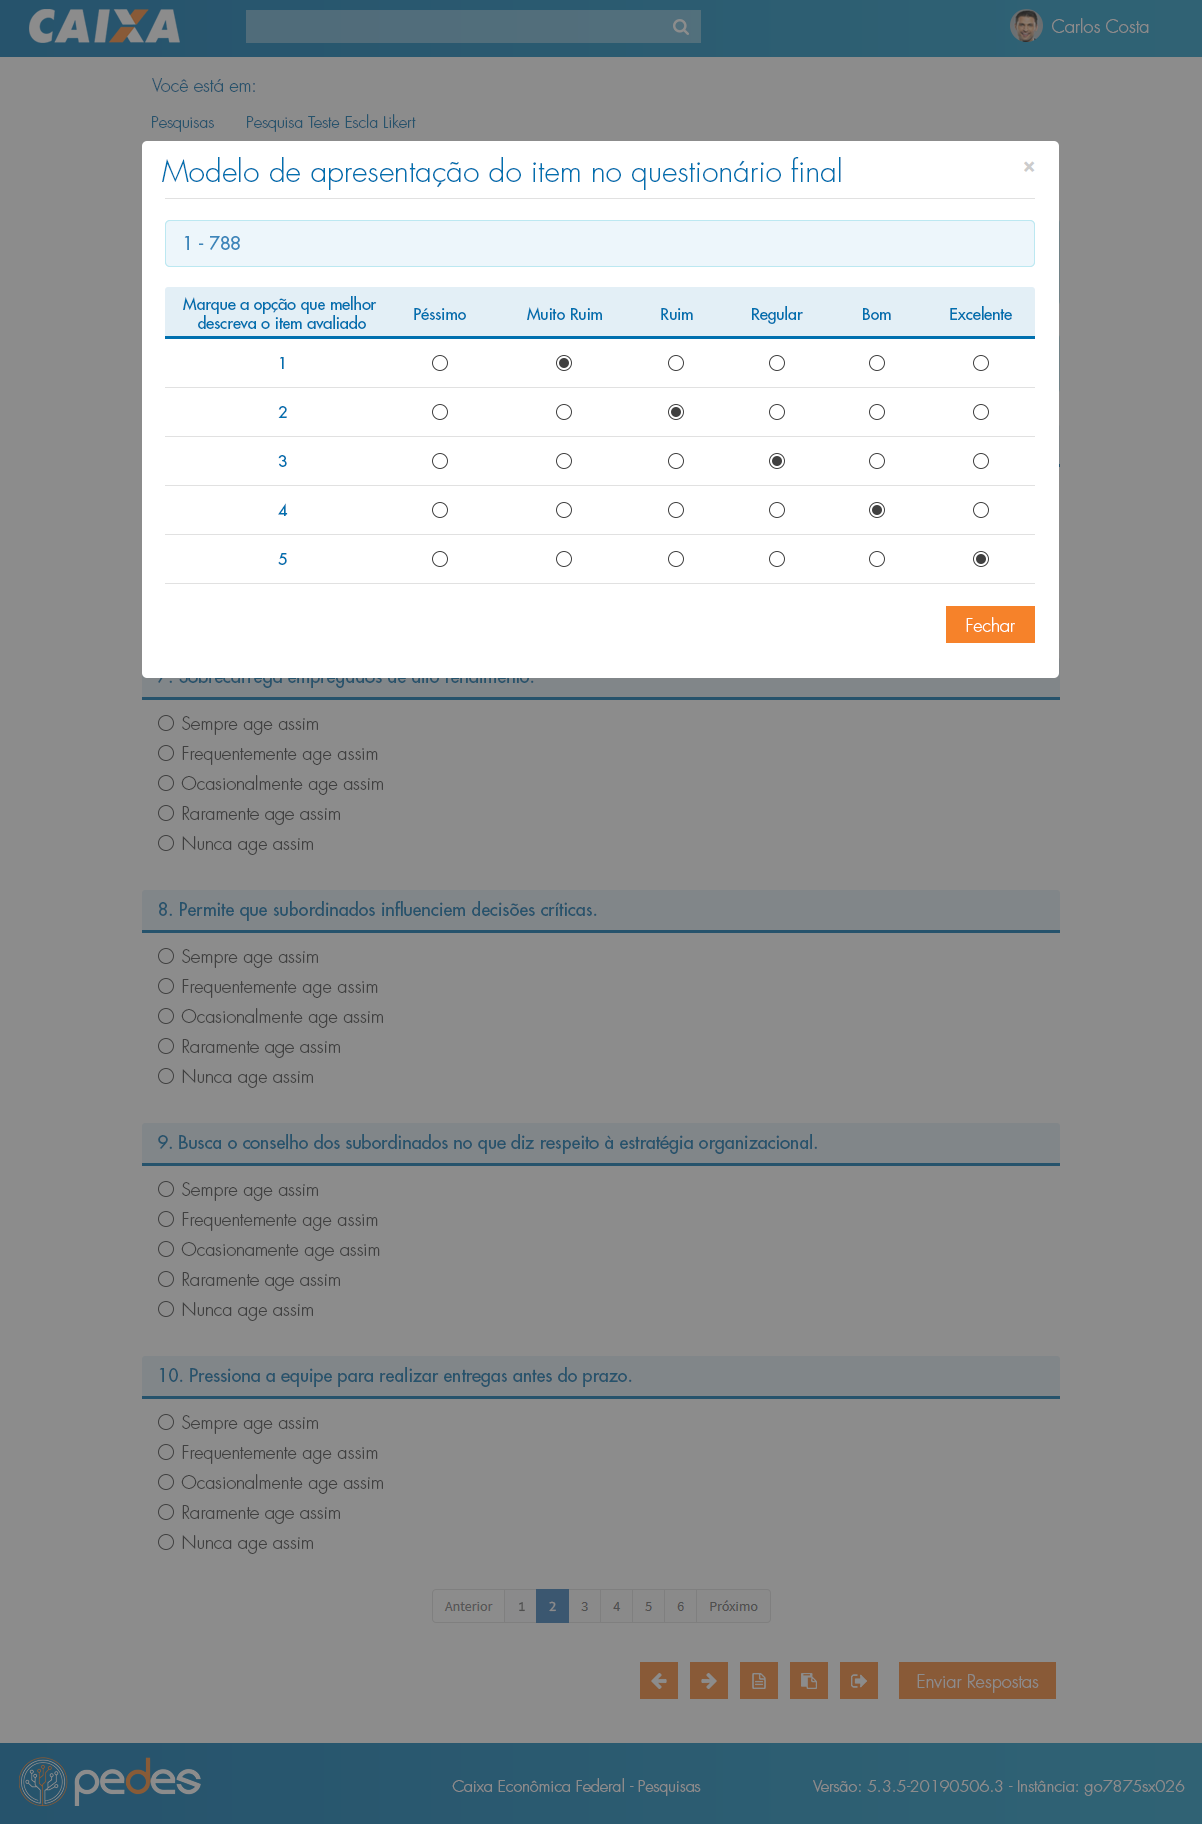 CAIXA
Carlos Costa
Você está em:
Pesquisas Pesquisa Teste Escla Likert
Modelo de apresentação do item no questionário final
×
1 - 788
Marque a opção que melhor
descreva o item avaliado
Péssimo Muito Ruim Ruim Regular Bom Excelente
1
2
3
4
5
Fechar
7. Sobrecarrega empregados de alto rendimento.
Sempre age assim
Frequentemente age assim
Ocasionalmente age assim
Raramente age assim
Nunca age assim
8. Permite que subordinados influenciem decisões críticas.
Sempre age assim
Frequentemente age assim
Ocasionalmente age assim
Raramente age assim
Nunca age assim
9. Busca o conselho dos subordinados no que diz respeito à estratégia organizacional.
Sempre age assim
Frequentemente age assim
Ocasionamente age assim
Raramente age assim
Nunca age assim
10. Pressiona a equipe para realizar entregas antes do prazo.
Sempre age assim
Frequentemente age assim
Ocasionalmente age assim
Raramente age assim
Nunca age assim
Anterior 1 2 3 4 5 6 Próximo
Enviar Respostas
pedes
Caixa Econômica Federal - Pesquisas
Versão: 5.3.5-20190506.3 - Instância: go7875sx026